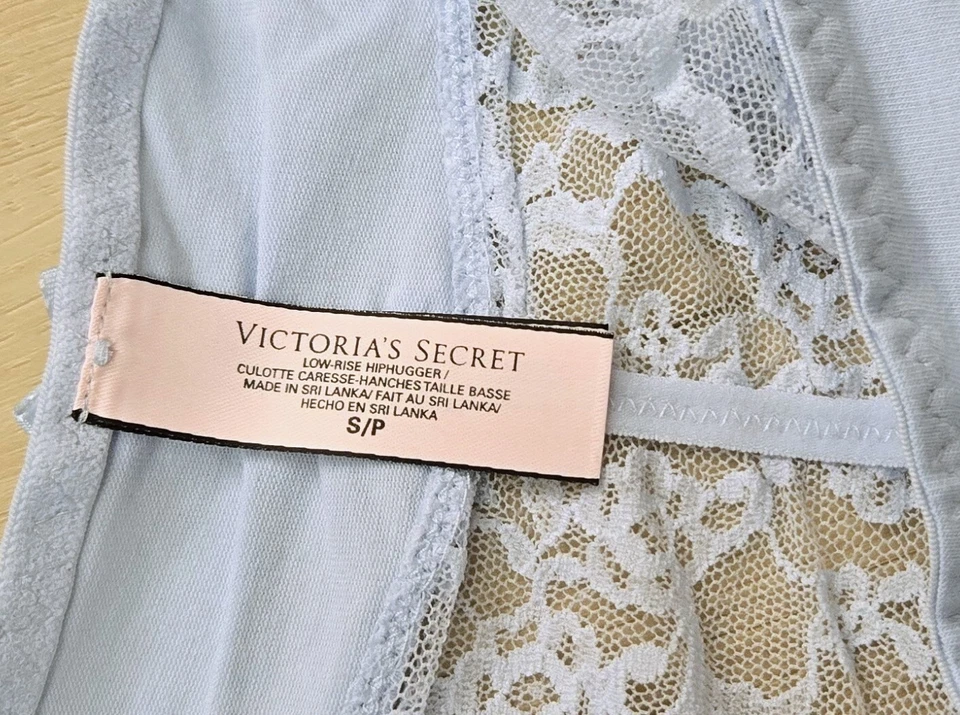 VICTORIA'S SECRET
LOW-RISE HIPHUGGER/
CULOTTE CARESSE-HANCHES TAILLE BASSE
MADE IN SRI LANKA/ FAIT AU SRI LANKA/
HECHO EN SRI LANKA
S/P